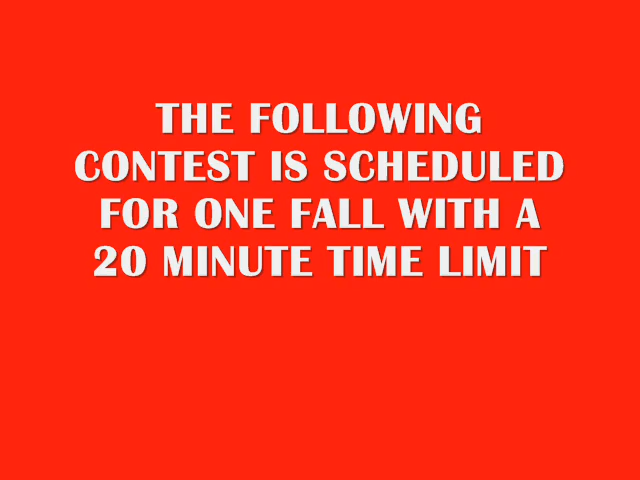 THE FOLLOWING
CONTEST IS SCHEDULED
FOR ONE FALL WITH A
20 MINUTE TIME LIMIT